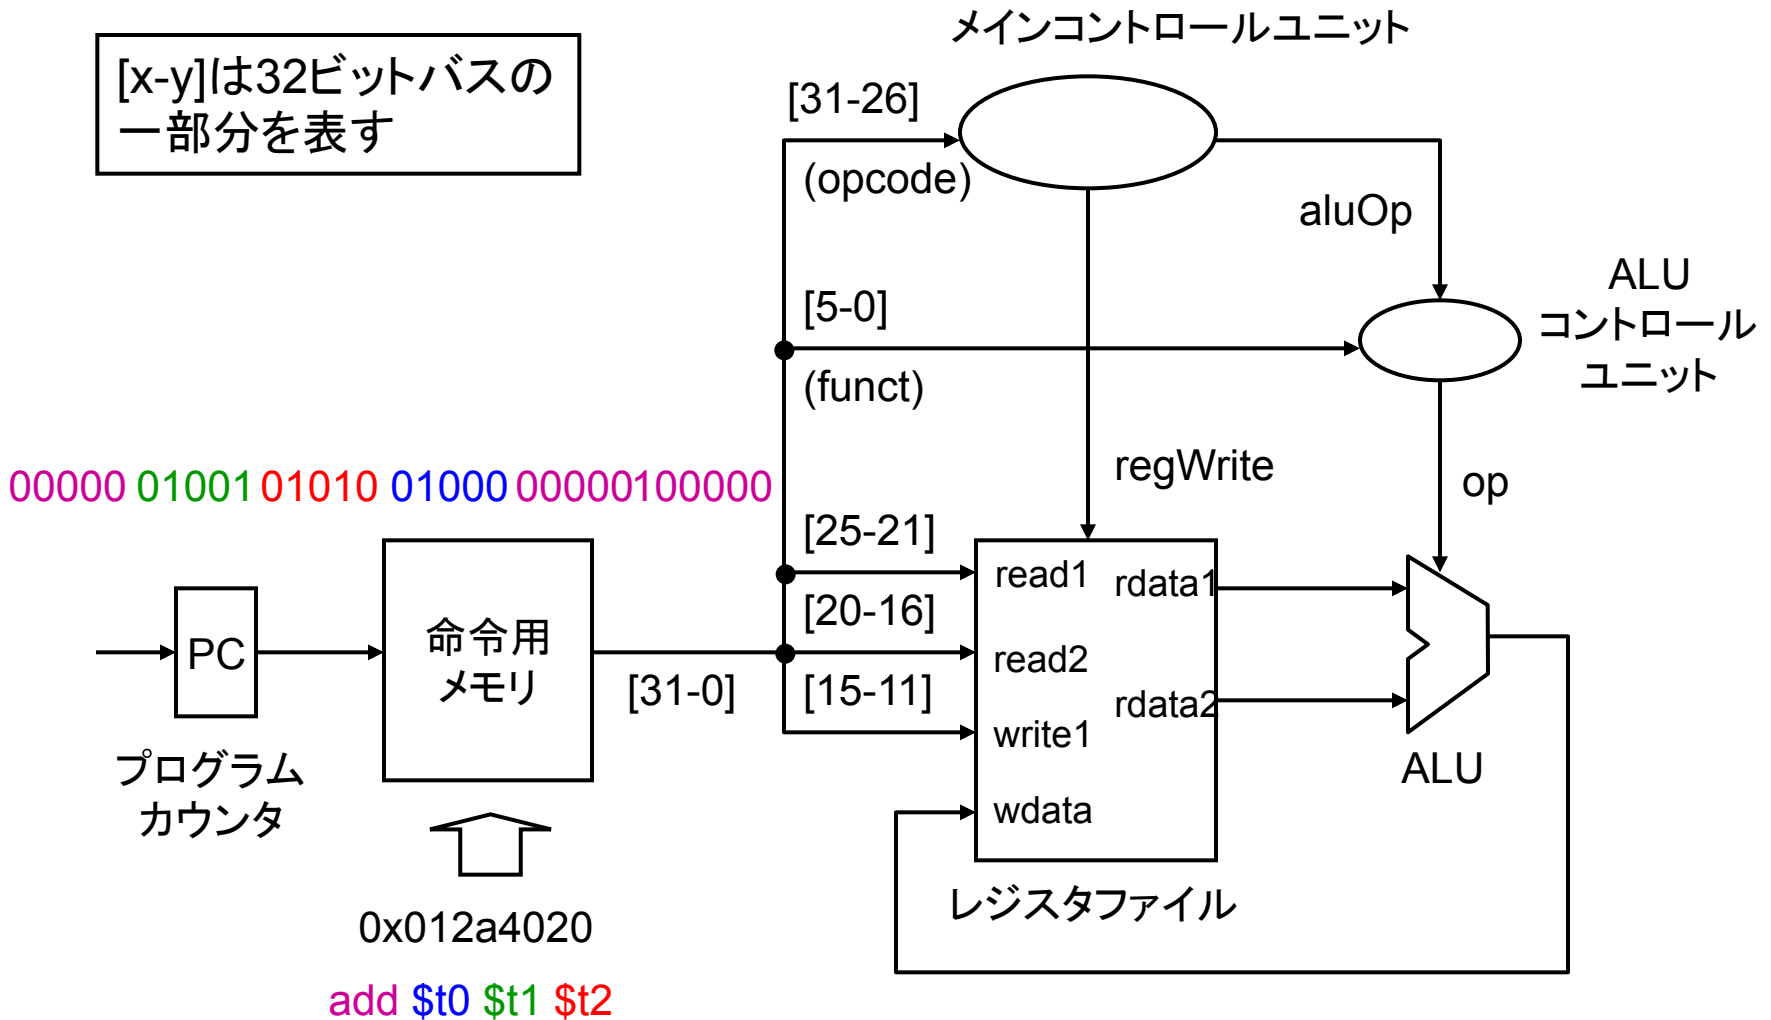 メインコントロールユニット
[x-y]は32ビットバスの
一部分を表す
[31-26]
(opcode)
aluOp
ALU
コントロール
ユニット
[5-0]
(funct)
regWrite
op
00000 01001 01010 01000 00000100000
[25-21]
read1
rdata1
[20-16]
命令用
メモリ
PC
read2
[31-0]
[15-11]
rdata2
write1
プログラム
カウンタ
ALU
wdata
レジスタファイル
0x012a4020
add $t0 $t1 $t2